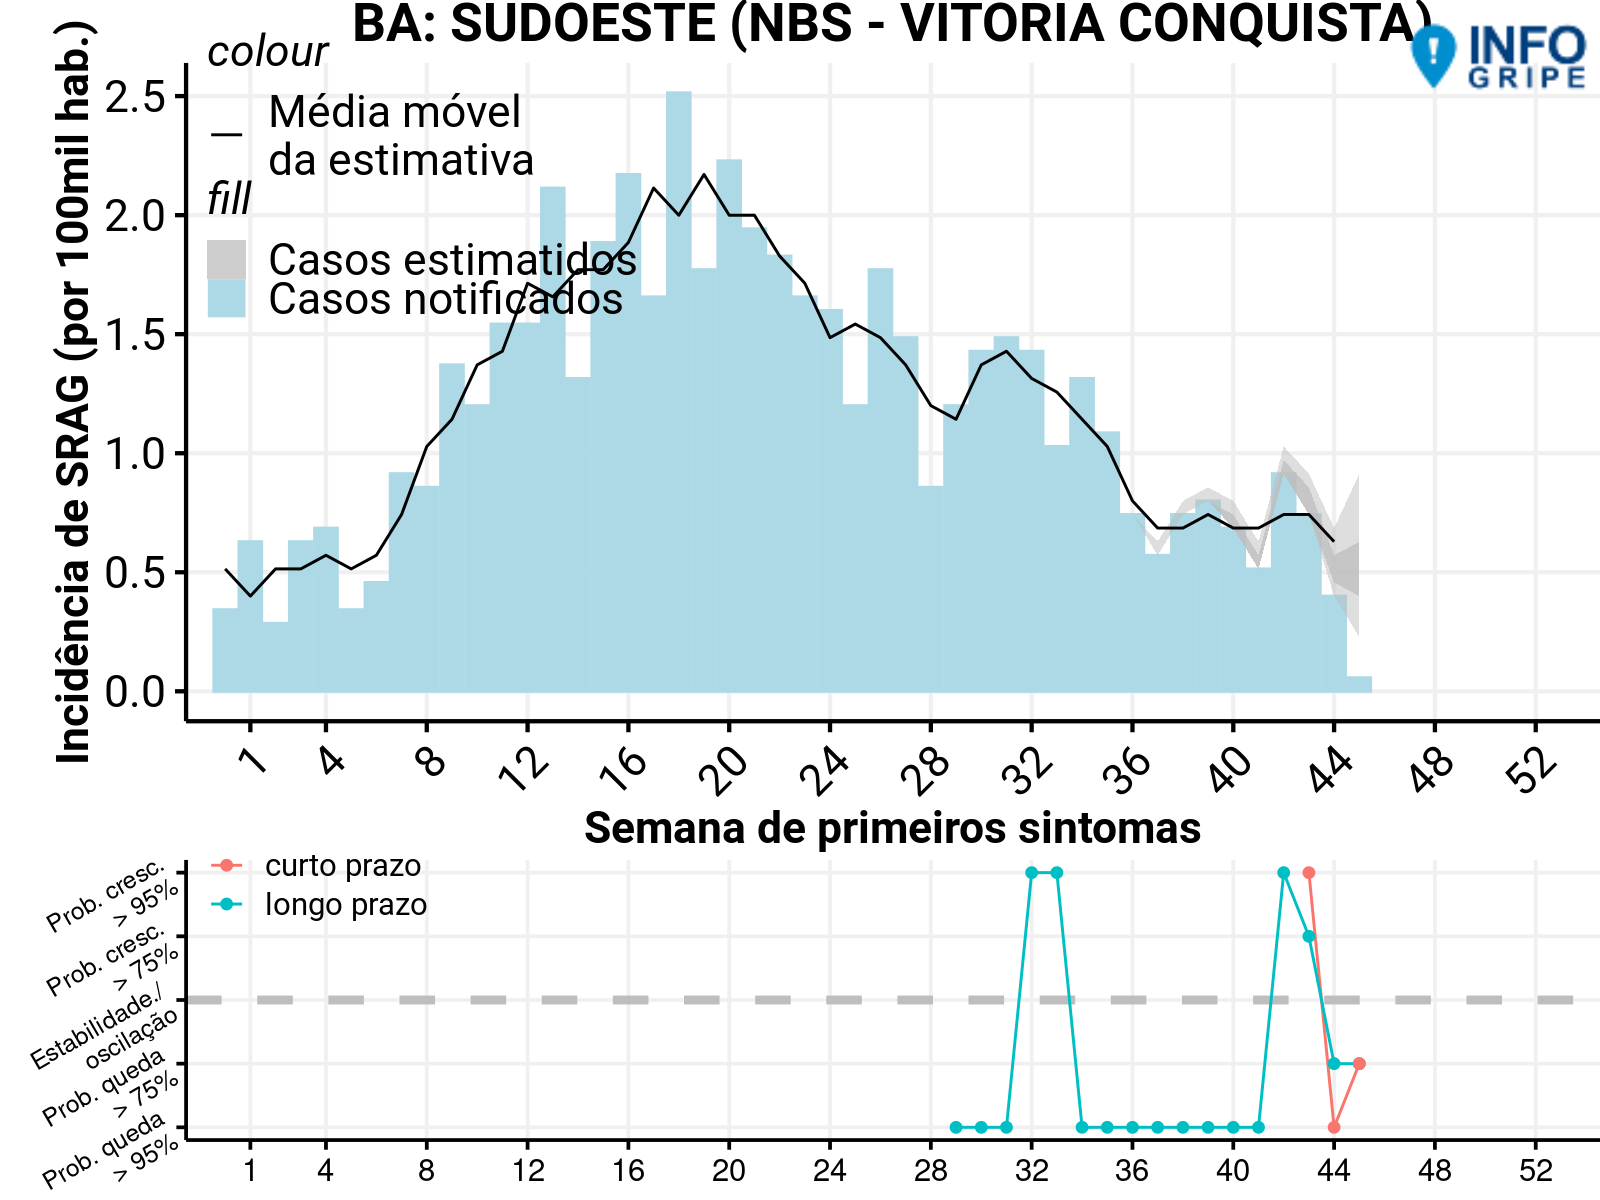 BA: SUDOESTE (NBS - VITORIA CONQUISTA)
INFO
GRIPE
colour
Média móvel
da estimativa
fill
Casos estimatidos
Casos notificados
Incidência de SRAG (por 100mil hab.)
2.5
2.0
1.5
1.0
0.5
0.0
1 4 8 12 16 20 24 28 32 36 40 44 48 52
Semana de primeiros sintomas
curto prazo
longo prazo
Prob. cresc.
> 95%
Prob. cresc.
> 75%
Estabilidade./
oscilação
Prob. queda
> 75%
Prob. queda
> 95%
1 4 8 12 16 20 24 28 32 36 40 44 48 52